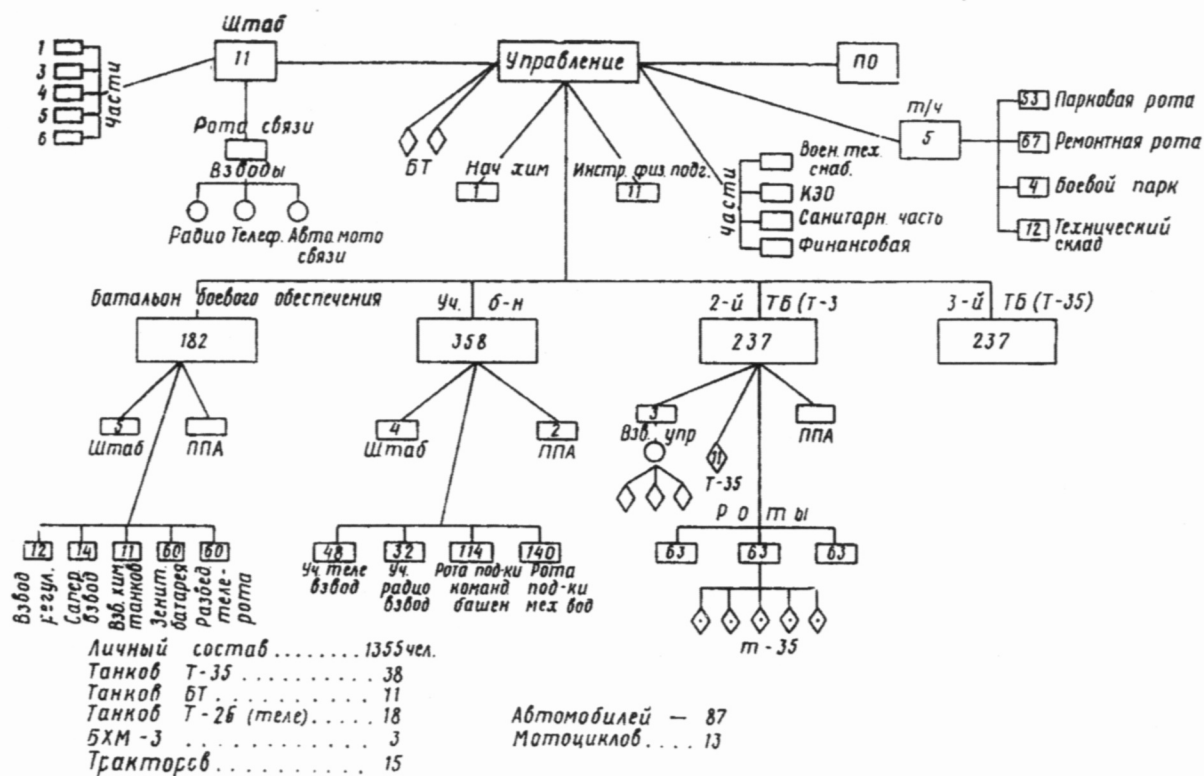 Штаб
11
Управление
ПО
1
3
4
5
6
Части
т/ч
5
53 Парковая рота
67 Ремонтная рота
4 Боевой парк
12 Технический
склад
Рота связи
Взводы
Радио Телеф. Авто.мото
связи
БТ
Нач хим
1
Инстр. физ. подг.
11
Части
Воен. тех.
снаб.
КЭО
Санитарн. часть
Финансовая
Батальон боевого обеспечения
182
Уч. б-н
358
2-й ТБ (Т-3
237
3-й ТБ (Т-35)
237
5
Штаб
ППА
4
Штаб
2
ППА
3
Взв. упр
11
Т-35
ППА
Роты
63
63
63
т-35
12
Взвод
14
Сапер.
взвод
11
Взв. хим
танков
60
Зенит.
батарея
60
Развед.
теле-
рота
48
Уч. теле
взвод
32
Уч.
радио
взвод
114
Рота под-ки
команд
башен
140
Рота
под-ки
мех вод
Личный состав ........ 1355 чел.
Танков Т-35 ........... 38
Танков БТ ............ 11
Танков Т-26 (теле) ..... 18
БХМ-3 ............ 3
Тракторов .......... 15
Автомобилей — 87
Мотоциклов .... 13